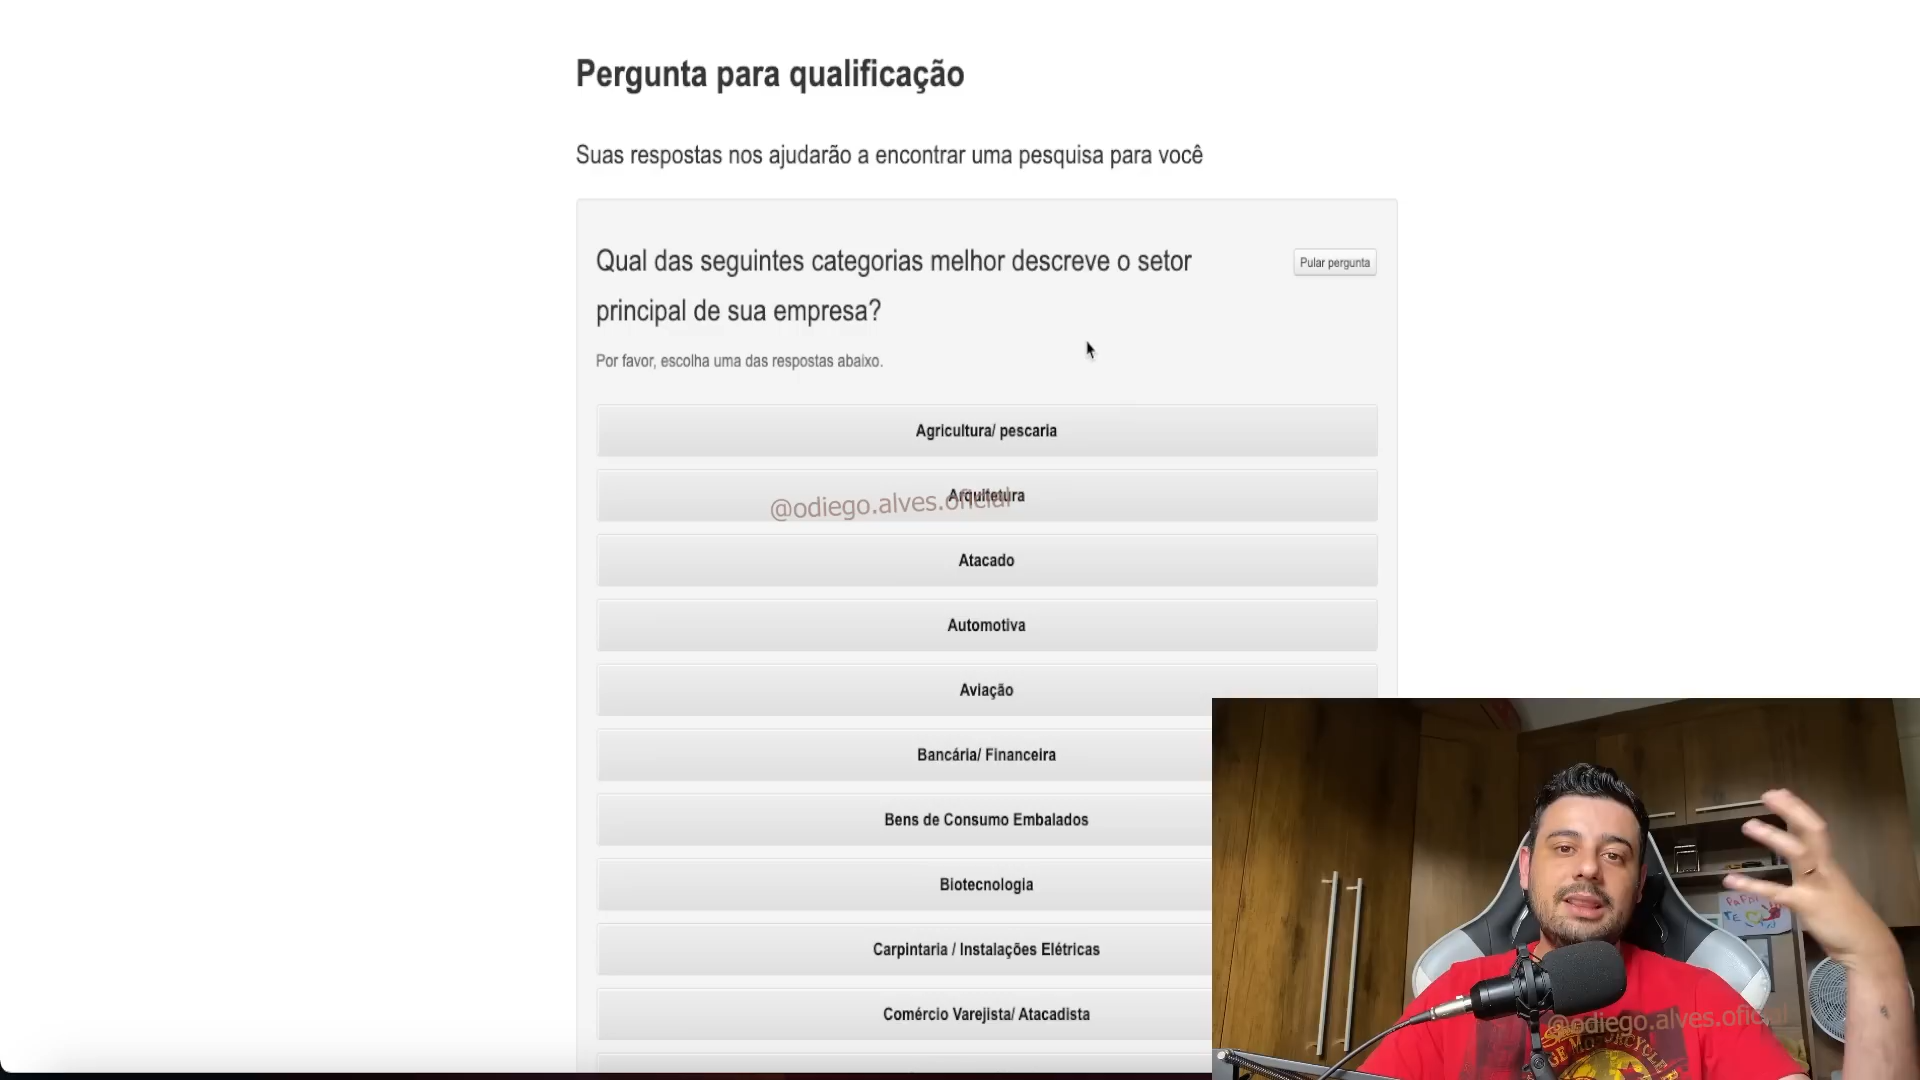 Pergunta para qualificação
Suas respostas nos ajudarão a encontrar uma pesquisa para você
Qual das seguintes categorias melhor descreve o setor
Pular pergunta
principal de sua empresa?
Por favor, escolha uma das respostas abaixo.
Agricultura/ pescaria
Arquitetura
@odiego.alves.oficial
Atacado
Automotiva
Aviação
Bancária/ Financeira
Bens de Consumo Embalados
Biotecnologia
Carpintaria / Instalações Elétricas
Comércio Varejista/ Atacadista
@odiego.alves.oficial